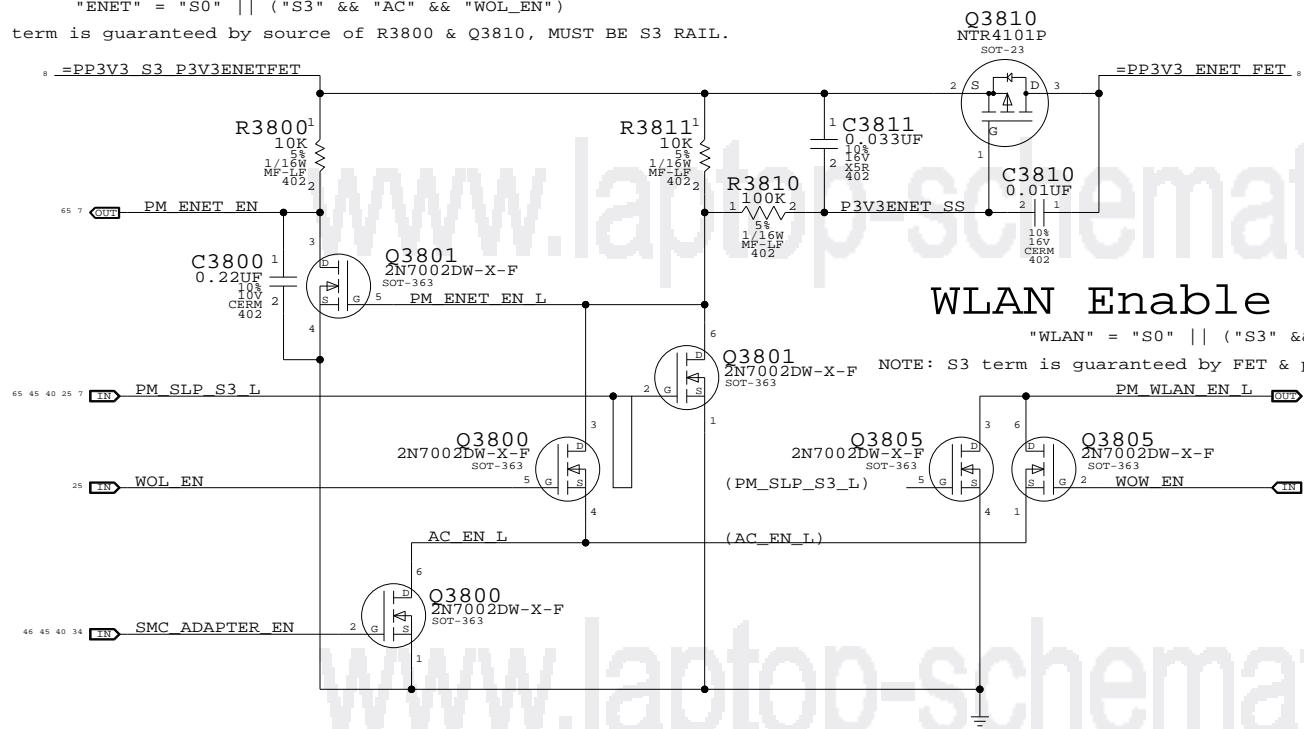 "ENET" = "S0" || ("S3" && "AC" && "WOL_EN")
term is guaranteed by source of R3800 & Q3810, MUST BE S3 RAIL.
Q3810
NTR4101P
SOT-23
8 =PP3V3_S3_P3V3ENETFET
2 S D 3
G
1
=PP3V3_ENET_FET 8
R3800
10K
5%
1/16W
MF-LF
402
1
2
R3811
10K
5%
1/16W
MF-LF
402
1
2
C3811
0.033UF
10%
16V
X5R
402
1
2
R3810
100K
1 2
5%
1/16W
MF-LF
402
P3V3ENET_SS
C3810
0.01UF
2 1
10%
16V
CERM
402
65 7 OUT PM_ENET_EN
C3800
0.22UF
10%
10V
CERM
402
1
2
Q3801
2N7002DW-X-F
SOT-363
3
D
S G 5
4
PM_ENET_EN_L
WLAN Enable
"WLAN" = "S0" || ("S3" &&
NOTE: S3 term is guaranteed by FET & p
Q3801
2N7002DW-X-F
SOT-363
6
D
2 G S
1
65 45 40 25 7 IN PM_SLP_S3_L
PM_WLAN_EN_L OUT
Q3800
2N7002DW-X-F
SOT-363
3
D
5 G S
4
Q3805
2N7002DW-X-F
SOT-363
3
D
5 G S
4
Q3805
2N7002DW-X-F
SOT-363
6
D
S G 2
1
25 IN WOL_EN
(PM_SLP_S3_L)
WOW_EN IN
AC_EN_L
(AC_EN_L)
Q3800
2N7002DW-X-F
SOT-363
6
D
2 G S
1
46 45 40 34 IN SMC_ADAPTER_EN
www.laptop-schemat
www.laptop-schemat